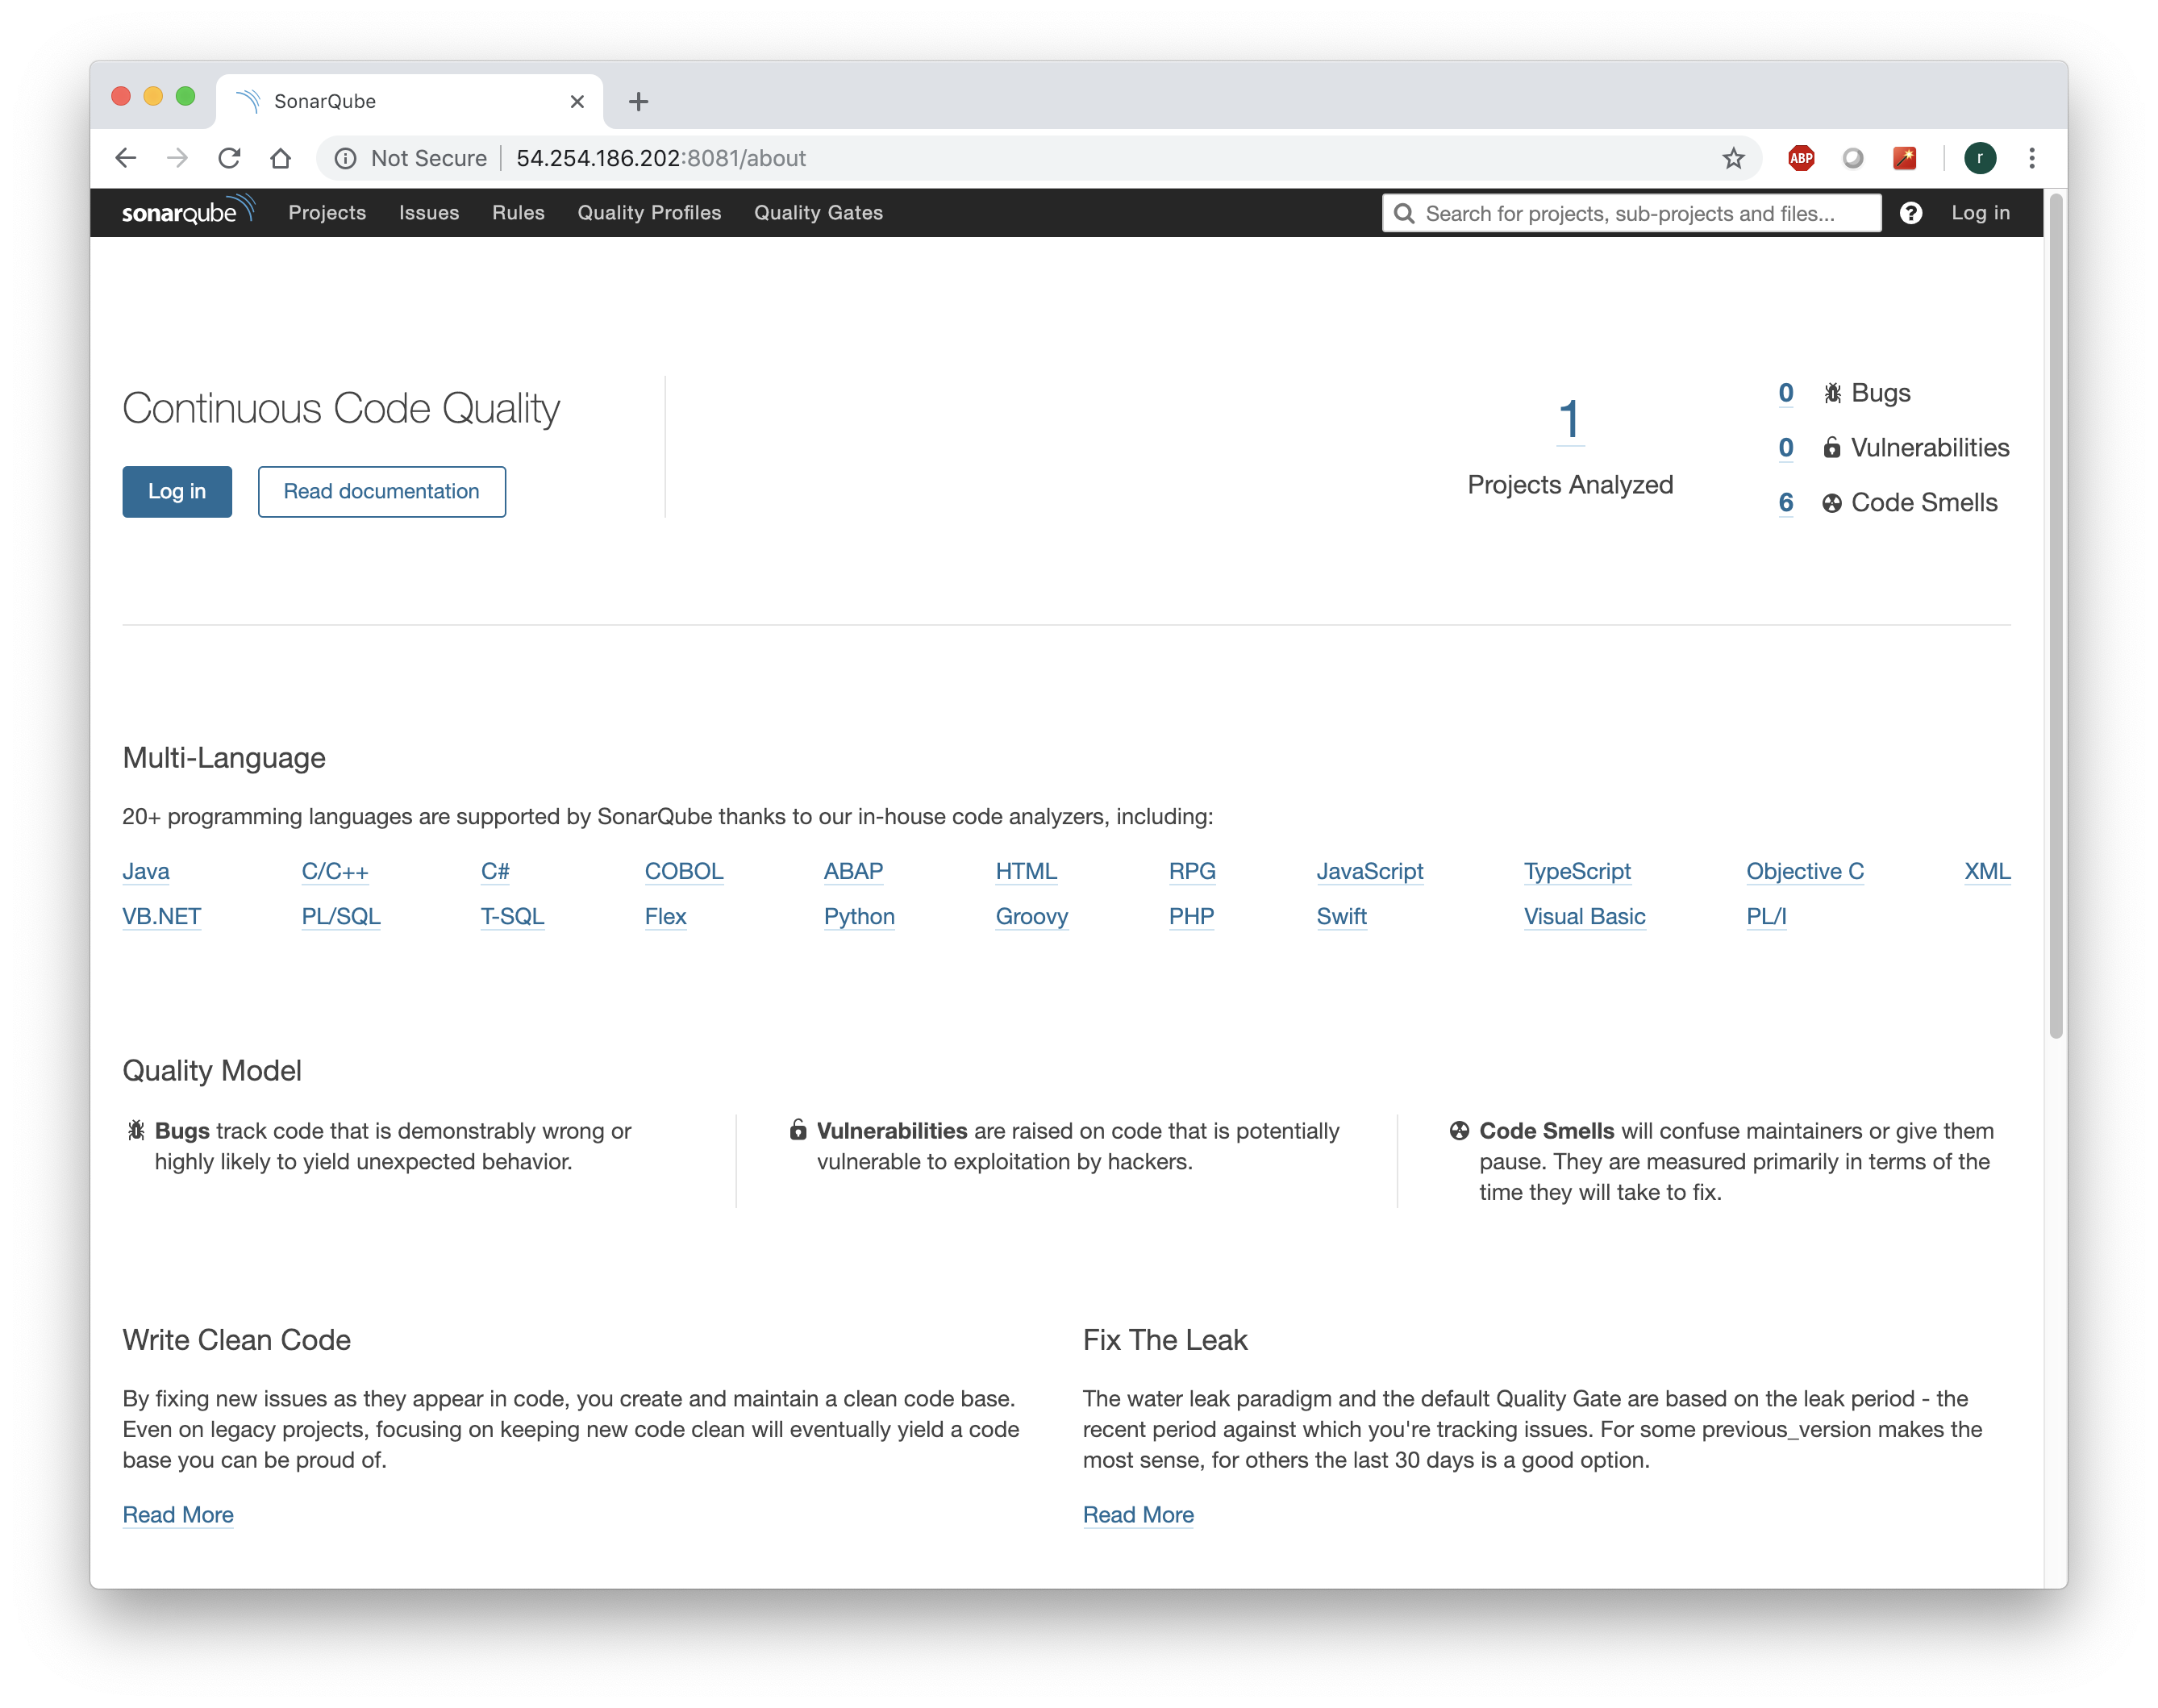 SonarQube
Not Secure | 54.254.186.202:8081/about
ABP
r
sonarqube Projects Issues Rules Quality Profiles Quality Gates Search for projects, sub-projects and files... ? Log in
Continuous Code Quality
Log in Read documentation
1
Projects Analyzed
0 Bugs
0 Vulnerabilities
6 Code Smells
Multi-Language
20+ programming languages are supported by SonarQube thanks to our in-house code analyzers, including:
Java C/C++ C# COBOL ABAP HTML RPG JavaScript TypeScript Objective C XML
VB.NET PL/SQL T-SQL Flex Python Groovy PHP Swift Visual Basic PL/I
Quality Model
Bugs track code that is demonstrably wrong or
highly likely to yield unexpected behavior.
Vulnerabilities are raised on code that is potentially
vulnerable to exploitation by hackers.
Code Smells will confuse maintainers or give them
pause. They are measured primarily in terms of the
time they will take to fix.
Write Clean Code
By fixing new issues as they appear in code, you create and maintain a clean code base.
Even on legacy projects, focusing on keeping new code clean will eventually yield a code
base you can be proud of.
Read More
Fix The Leak
The water leak paradigm and the default Quality Gate are based on the leak period - the
recent period against which you're tracking issues. For some previous_version makes the
most sense, for others the last 30 days is a good option.
Read More